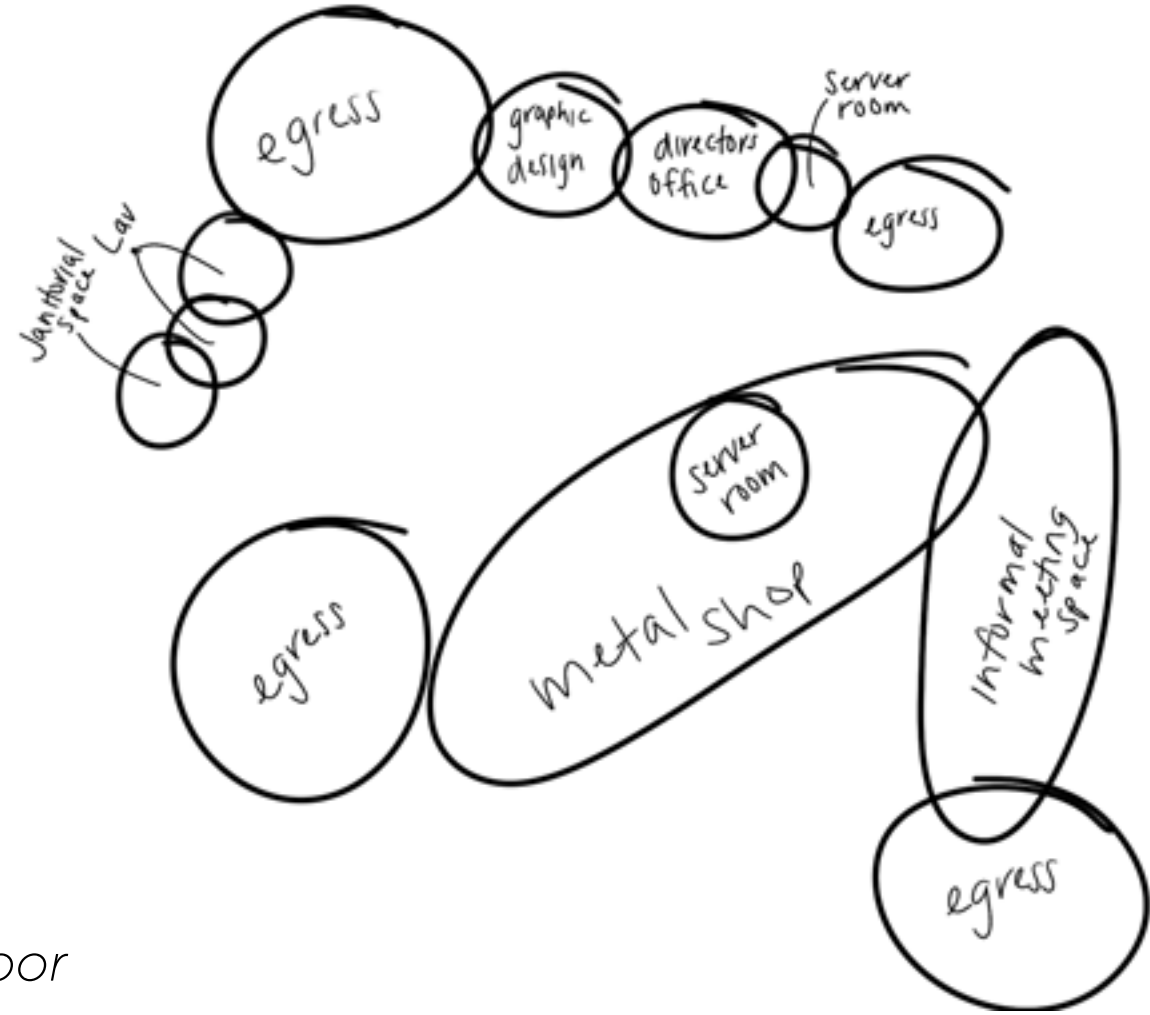 egress
graphic
design
directors
office
server
room
egress
Lav
Janitorial
space
server
room
metal shop
egress
Informal
meeting
space
egress
oor